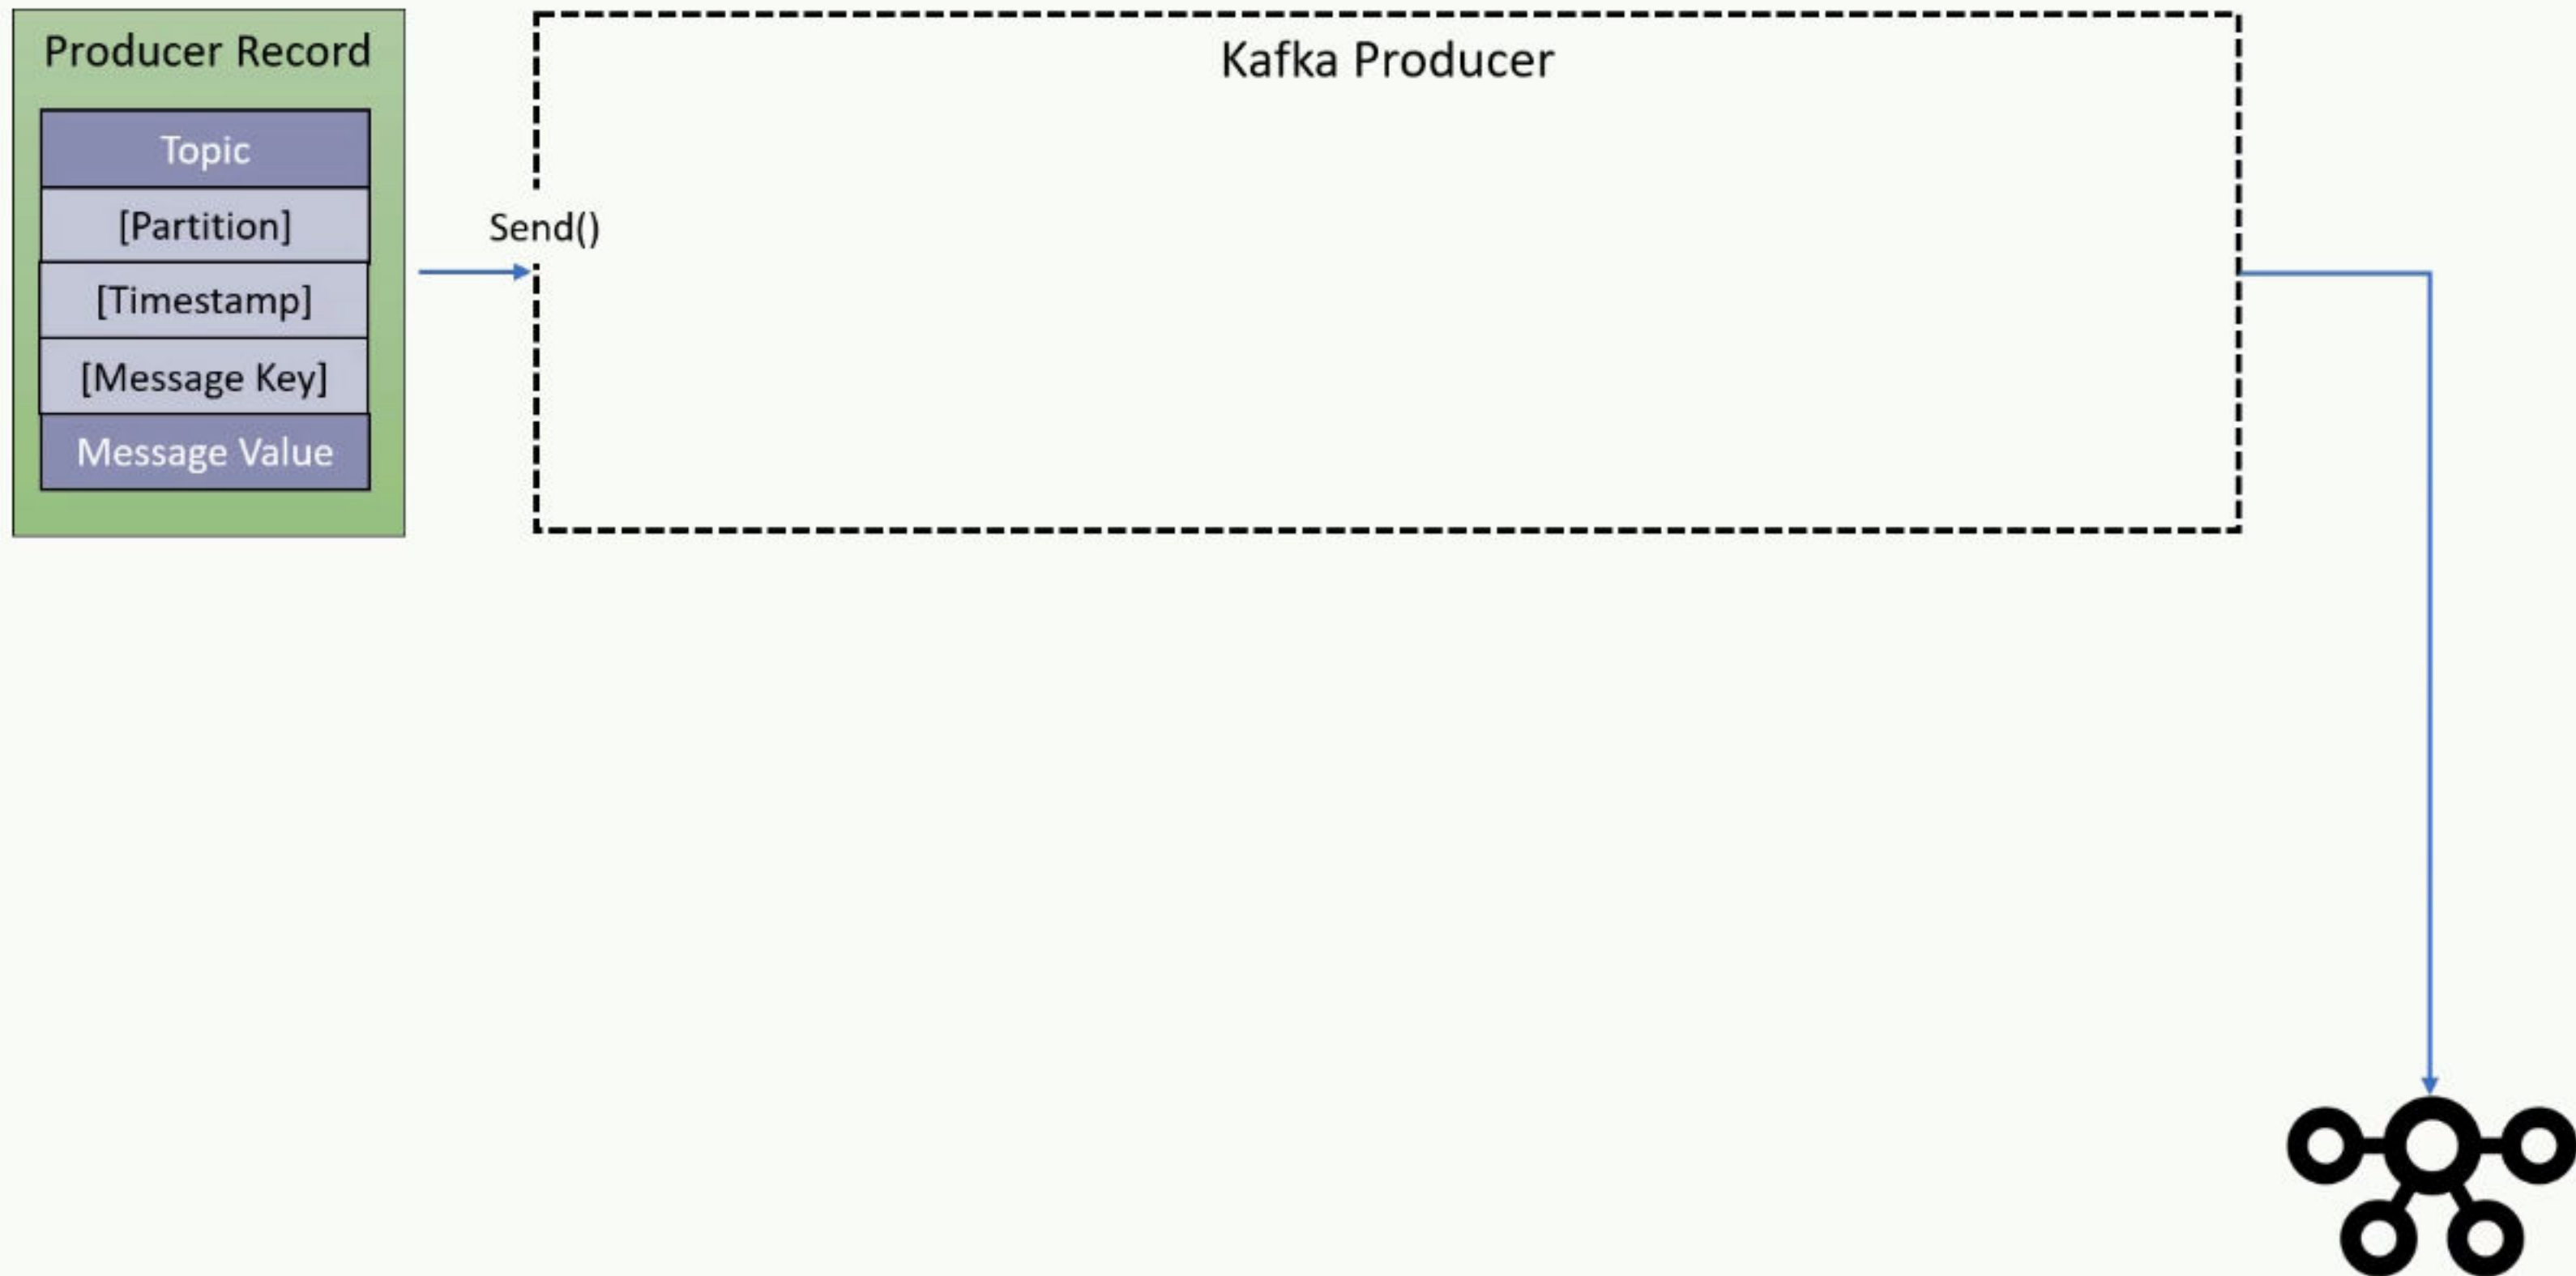 Producer Record
Topic
[Partition]
[Timestamp]
[Message Key]
Message Value
Send()
Kafka Producer